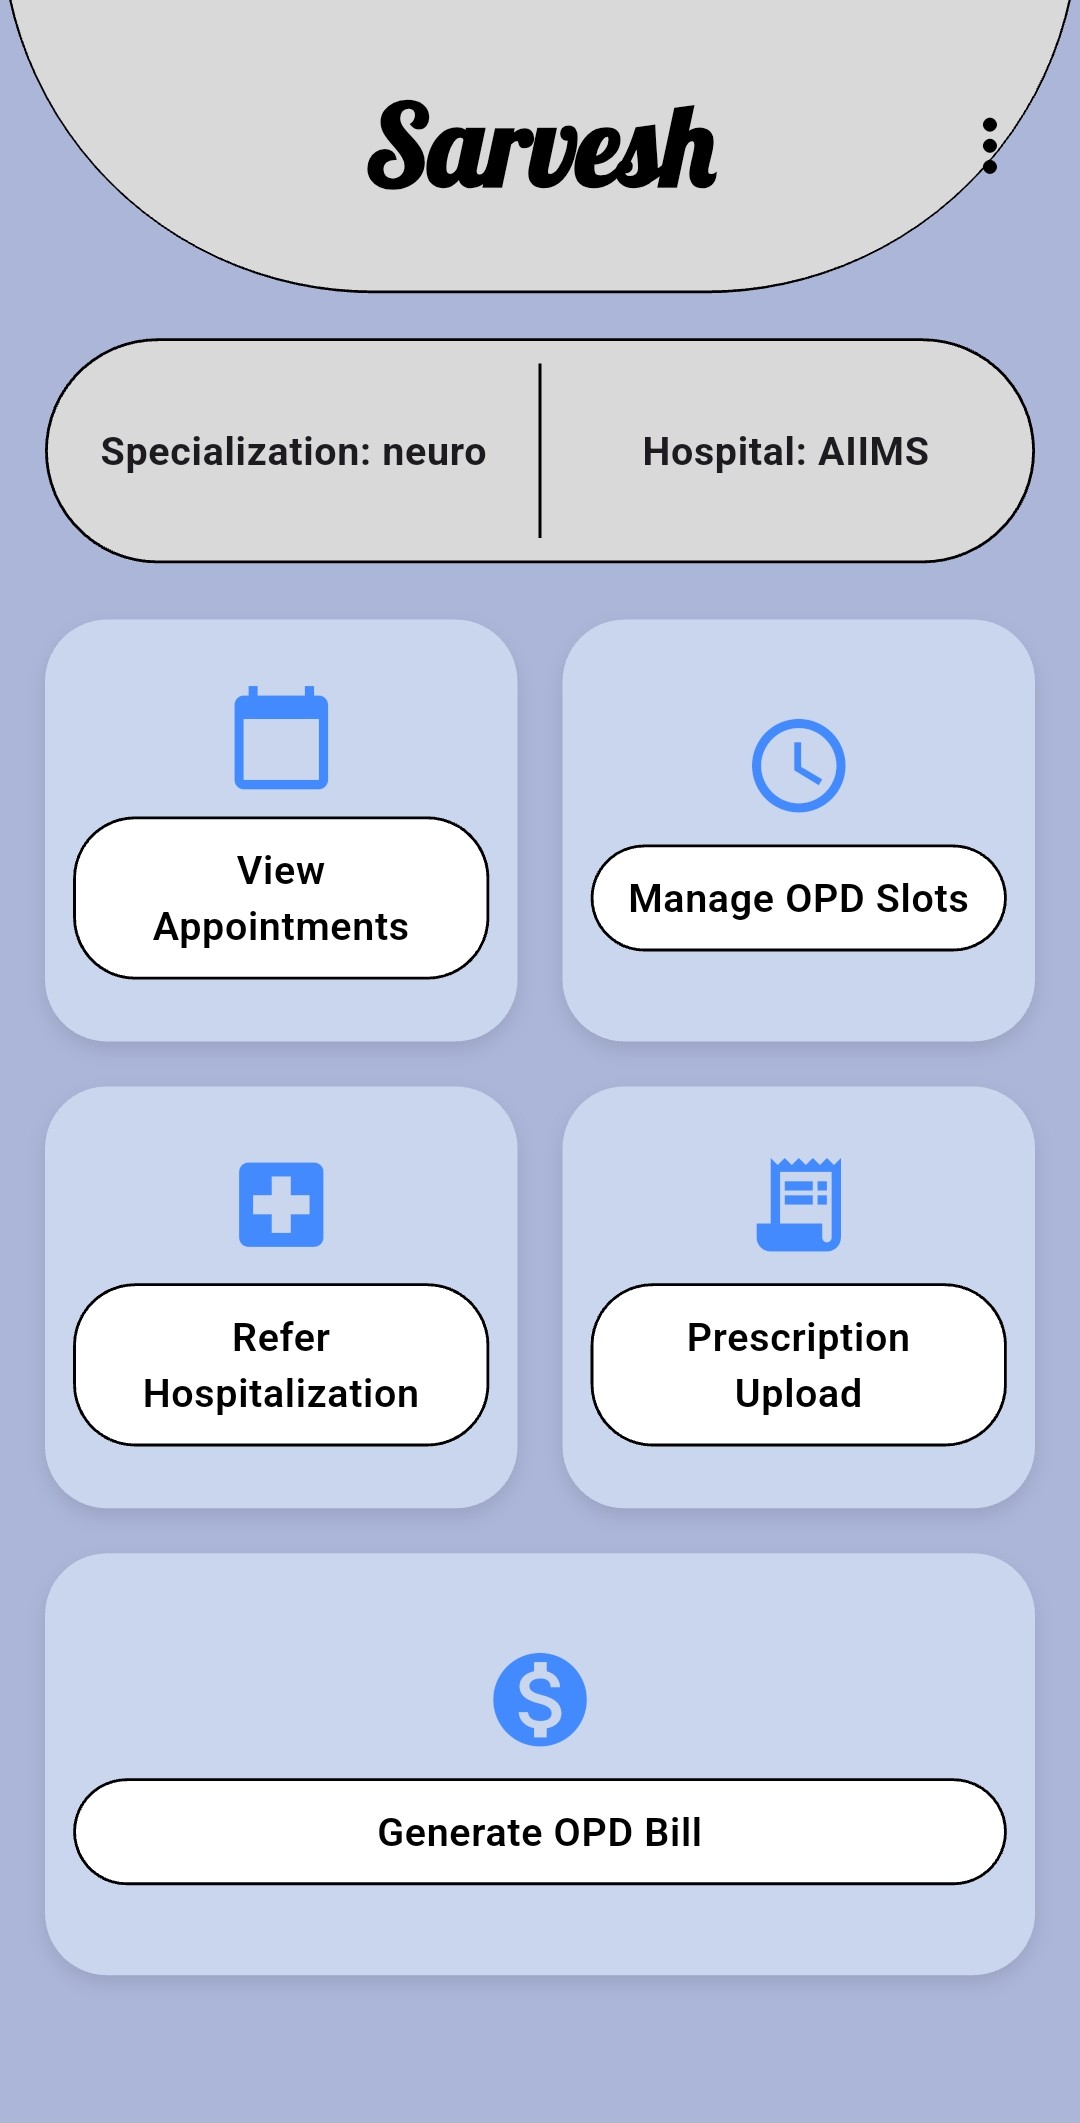 Sarvesh
Specialization: neuro
Hospital: AIIMS
View
Appointments
Manage OPD Slots
Refer
Hospitalization
Prescription
Upload
Generate OPD Bill